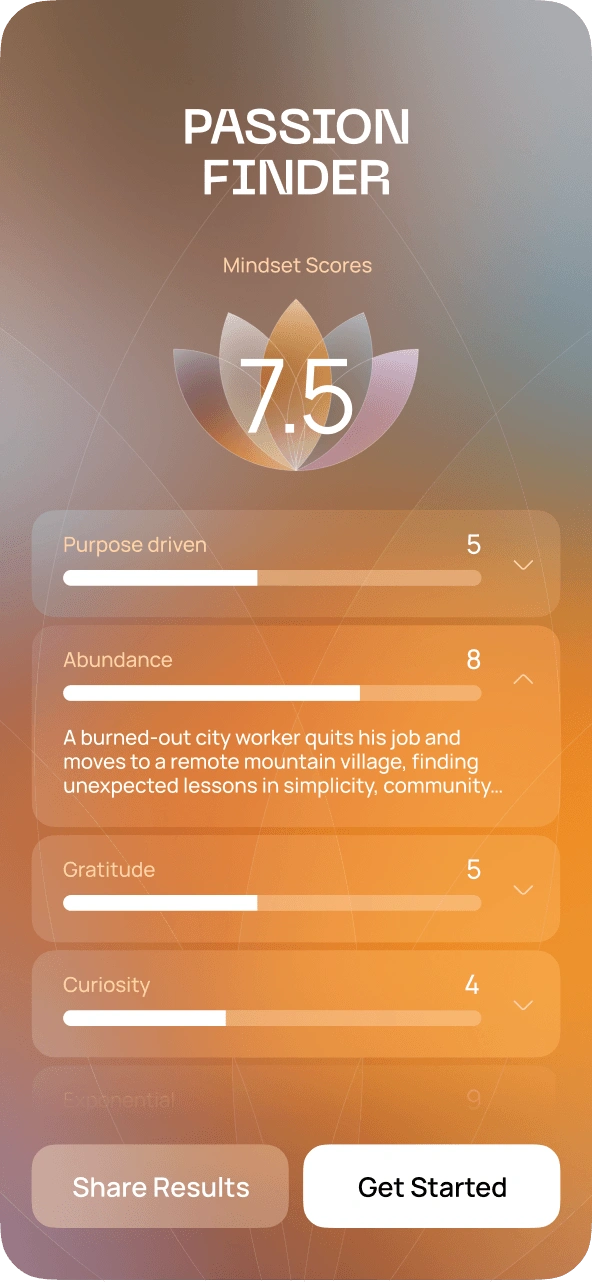 PASSION
FINDER
Mindset Scores
7.5
Purpose driven
5
Abundance
8
A burned-out city worker quits his job and
moves to a remote mountain village, finding
unexpected lessons in simplicity, community...
Gratitude
5
Curiosity
4
Exponential
9
Share Results
Get Started